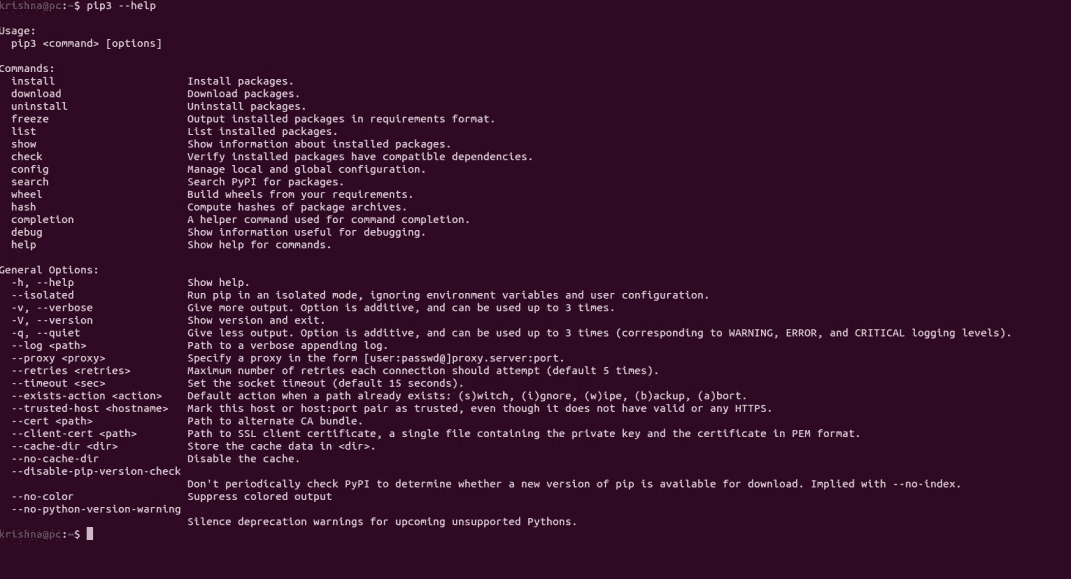 krishna@pc:~$ pip3 --help
Usage:
pip3 <command> [options]
Commands:
install Install packages.
download Download packages.
uninstall Uninstall packages.
freeze Output installed packages in requirements format.
list List installed packages.
show Show information about installed packages.
check Verify installed packages have compatible dependencies.
config Manage local and global configuration.
search Search PyPI for packages.
wheel Build wheels from your requirements.
hash Compute hashes of package archives.
completion A helper command used for command completion.
debug Show information useful for debugging.
help Show help for commands.
General Options:
-h, --help Show help.
--isolated Run pip in an isolated mode, ignoring environment variables and user configuration.
-v, --verbose Give more output. Option is additive, and can be used up to 3 times.
-V, --version Show version and exit.
-q, --quiet Give less output. Option is additive, and can be used up to 3 times (corresponding to WARNING, ERROR, and CRITICAL logging levels).
--log <path> Path to a verbose appending log.
--proxy <proxy> Specify a proxy in the form [user:passwd@]proxy.server:port.
--retries <retries> Maximum number of retries each connection should attempt (default 5 times).
--timeout <sec> Set the socket timeout (default 15 seconds).
--exists-action <action> Default action when a path already exists: (s)witch, (i)gnore, (w)ipe, (b)ackup, (a)bort.
--trusted-host <hostname> Mark this host or host:port pair as trusted, even though it does not have valid or any HTTPS.
--cert <path> Path to alternate CA bundle.
--client-cert <path> Path to SSL client certificate, a single file containing the private key and the certificate in PEM format.
--cache-dir <dir> Store the cache data in <dir>.
--no-cache-dir Disable the cache.
--disable-pip-version-check
Don't periodically check PyPI to determine whether a new version of pip is available for download. Implied with --no-index.
--no-color Suppress colored output
--no-python-version-warning
Silence deprecation warnings for upcoming unsupported Pythons.
krishna@pc:~$